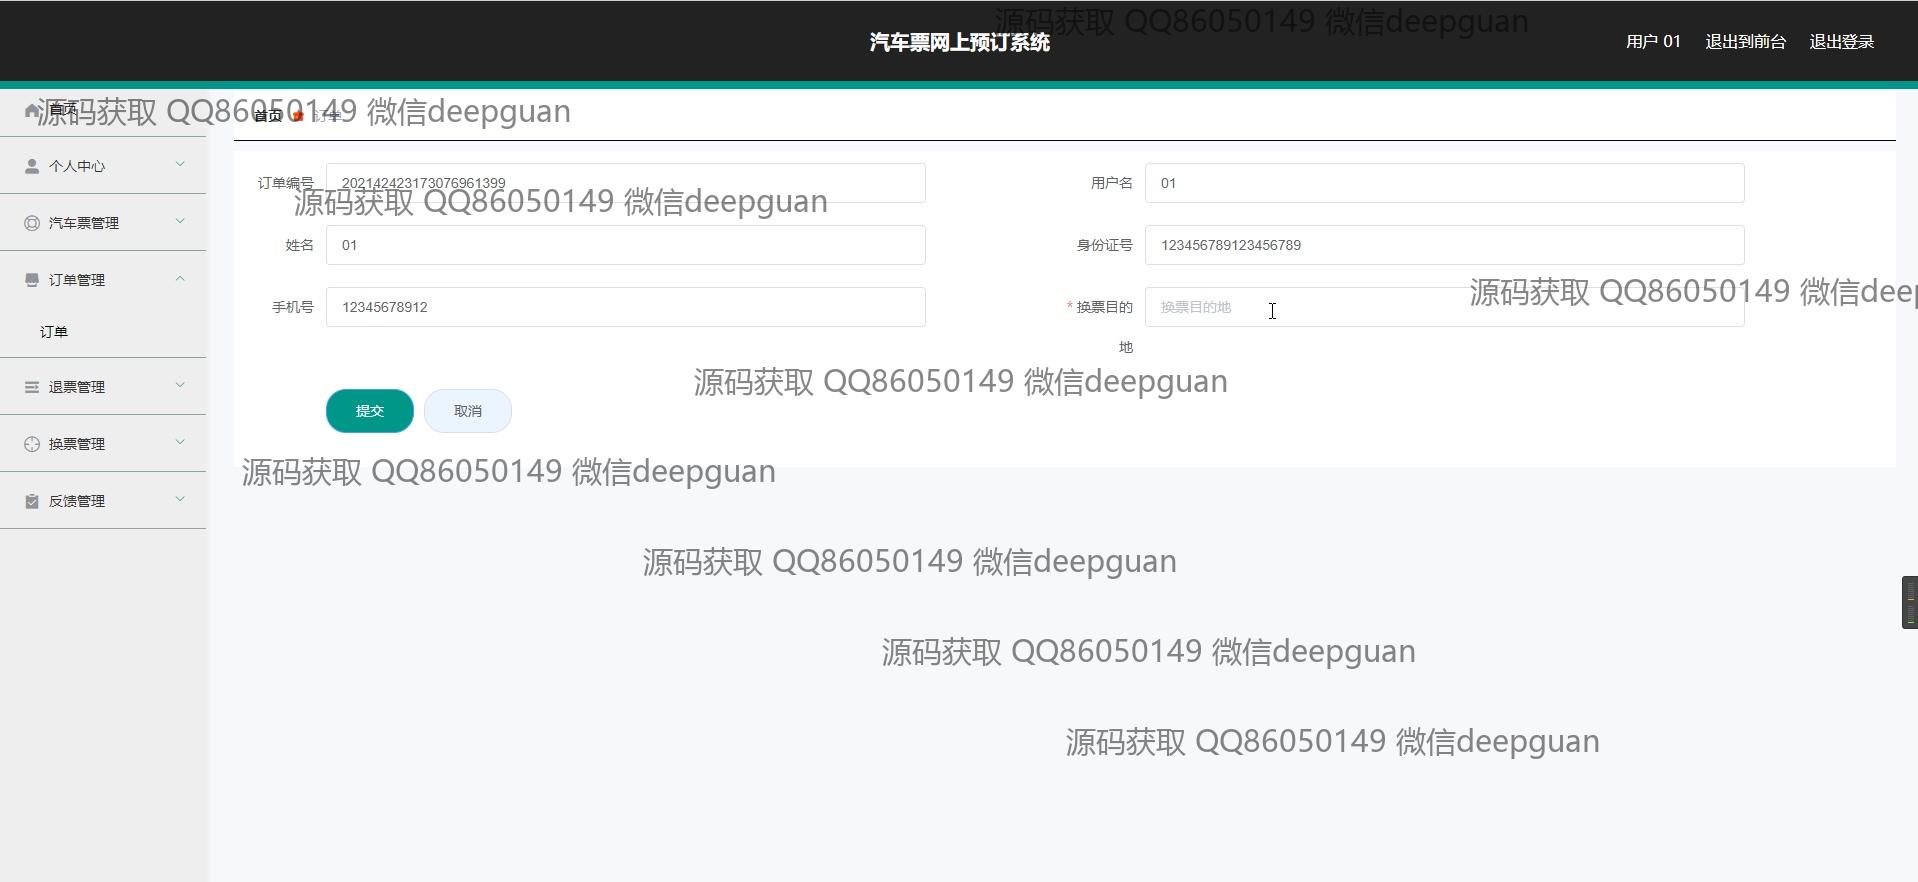 源码获取 QQ86050149 微信deepguan
汽车票网上预订系统
用户 01
退出到前台
退出登录
首页
源码获取 QQ86050149 微信deepguan
首页
订单
个人中心
汽车票管理
订单管理
订单
退票管理
换票管理
反馈管理
订单编号
202142423173076961399
用户名
01
源码获取 QQ86050149 微信deepguan
姓名
01
身份证号
123456789123456789
源码获取 QQ86050149 微信deep
手机号
12345678912
* 换票目的
地
换票目的地
源码获取 QQ86050149 微信deepguan
提交
取消
源码获取 QQ86050149 微信deepguan
源码获取 QQ86050149 微信deepguan
源码获取 QQ86050149 微信deepguan
源码获取 QQ86050149 微信deepguan